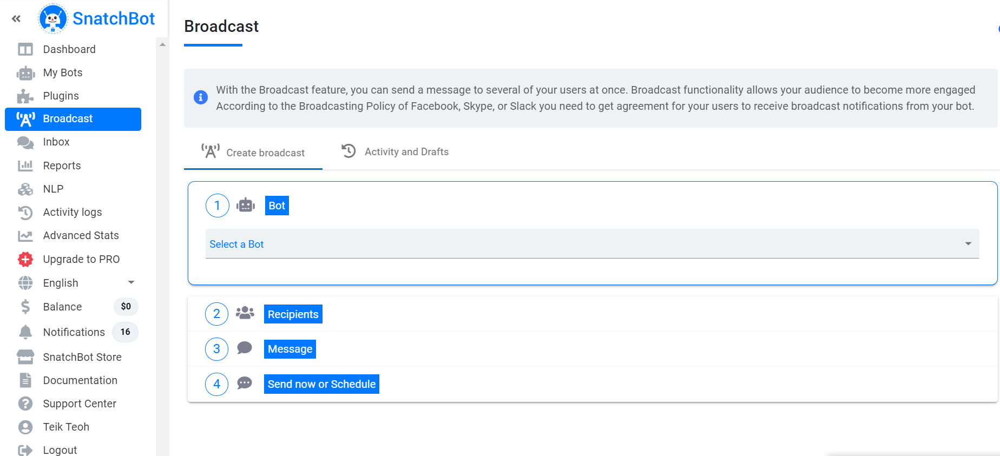 SnatchBot
Dashboard
My Bots
Plugins
Broadcast
Inbox
Reports
NLP
Activity logs
Advanced Stats
Upgrade to PRO
English
Balance $0
Notifications 16
SnatchBot Store
Documentation
Support Center
Teik Teoh
Logout
Broadcast
With the Broadcast feature, you can send a message to several of your users at once. Broadcast functionality allows your audience to become more engaged
According to the Broadcasting Policy of Facebook, Skype, or Slack you need to get agreement for your users to receive broadcast notifications from your bot.
Create broadcast
Activity and Drafts
1 Bot
Select a Bot
2 Recipients
3 Message
4 Send now or Schedule